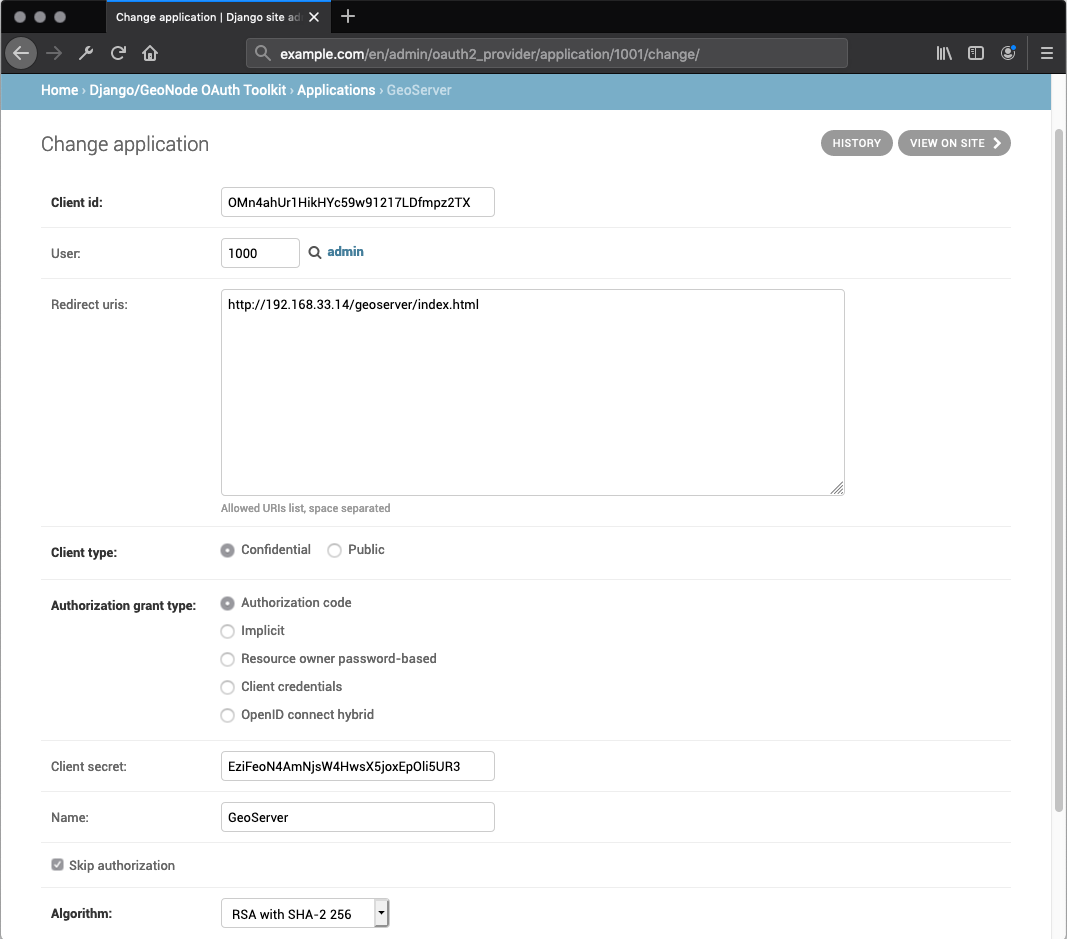 Change application | Django site ad
example.com/en/admin/oauth2_provider/application/1001/change/
Home › Django/GeoNode OAuth Toolkit › Applications › GeoServer
Change application
HISTORY
VIEW ON SITE
Client id:
OMn4ahUr1HikHYc59w91217LDfmpz2TX
User:
1000
admin
Redirect uris:
http://192.168.33.14/geoserver/index.html
Allowed URIs list, space separated
Client type:
Confidential
Public
Authorization grant type:
Authorization code
Implicit
Resource owner password-based
Client credentials
OpenID connect hybrid
Client secret:
EziFeoN4AmNjsW4HwsX5joxEpOli5UR3
Name:
GeoServer
Skip authorization
Algorithm:
RSA with SHA-2 256